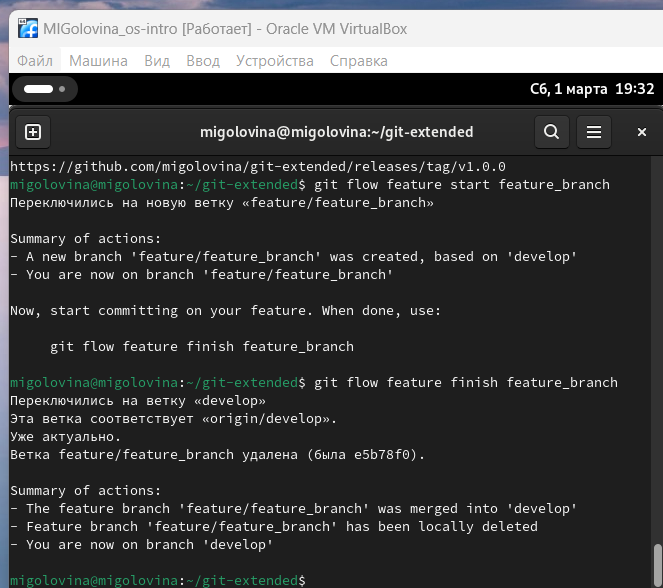 MIGolovina_os-intro [Работает] - Oracle VM VirtualBox
Файл Машина Вид Ввод Устройства Справка
Сб, 1 марта 19:32
migolovina@migolovina:~/git-extended
https://github.com/migolovina/git-extended/releases/tag/v1.0.0
migolovina@migolovina:~/git-extended$ git flow feature start feature_branch
Переключились на новую ветку «feature/feature_branch»
Summary of actions:
- A new branch 'feature/feature_branch' was created, based on 'develop'
- You are now on branch 'feature/feature_branch'
Now, start committing on your feature. When done, use:
git flow feature finish feature_branch
migolovina@migolovina:~/git-extended$ git flow feature finish feature_branch
Переключились на ветку «develop»
Эта ветка соответствует «origin/develop».
Уже актуально.
Ветка feature/feature_branch удалена (была e5b78f0).
Summary of actions:
- The feature branch 'feature/feature_branch' was merged into 'develop'
- Feature branch 'feature/feature_branch' has been locally deleted
- You are now on branch 'develop'
migolovina@migolovina:~/git-extended$